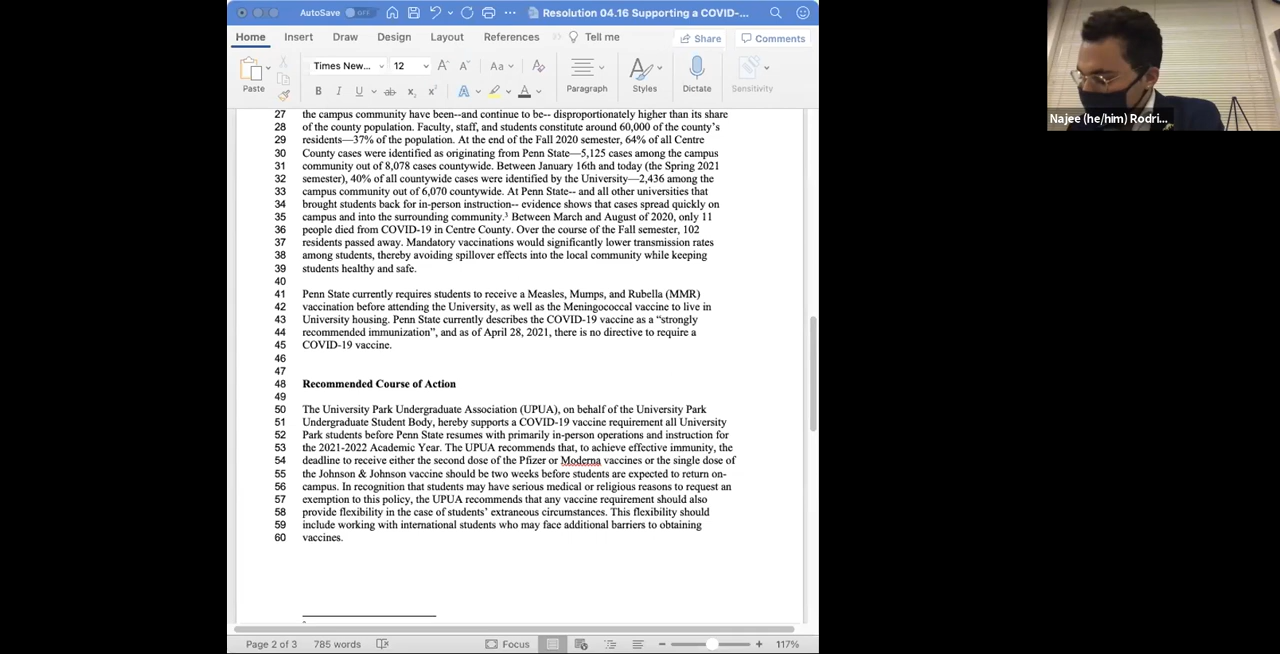 AutoSave OFF Resolution 04.16 Supporting a COVID-...
Home Insert Draw Design Layout References Tell me Share Comments
Paste Times New... 12 Aa Paragraph Styles Dictate Sensitivity
27 the campus community have been--and continue to be-- disproportionately higher than its share
28 of the county population. Faculty, staff, and students constitute around 60,000 of the county's
29 residents—37% of the population. At the end of the Fall 2020 semester, 64% of all Centre
30 County cases were identified as originating from Penn State—5,125 cases among the campus
31 community out of 8,078 cases countywide. Between January 16th and today (the Spring 2021
32 semester), 40% of all countywide cases were identified by the University—2,436 among the
33 campus community out of 6,070 countywide. At Penn State-- and all other universities that
34 brought students back for in-person instruction-- evidence shows that cases spread quickly on
35 campus and into the surrounding community.³ Between March and August of 2020, only 11
36 people died from COVID-19 in Centre County. Over the course of the Fall semester, 102
37 residents passed away. Mandatory vaccinations would significantly lower transmission rates
38 among students, thereby avoiding spillover effects into the local community while keeping
39 students healthy and safe.
40
41 Penn State currently requires students to receive a Measles, Mumps, and Rubella (MMR)
42 vaccination before attending the University, as well as the Meningococcal vaccine to live in
43 University housing. Penn State currently describes the COVID-19 vaccine as a “strongly
44 recommended immunization”, and as of April 28, 2021, there is no directive to require a
45 COVID-19 vaccine.
46
47
48 Recommended Course of Action
49
50 The University Park Undergraduate Association (UPUA), on behalf of the University Park
51 Undergraduate Student Body, hereby supports a COVID-19 vaccine requirement all University
52 Park students before Penn State resumes with primarily in-person operations and instruction for
53 the 2021-2022 Academic Year. The UPUA recommends that, to achieve effective immunity, the
54 deadline to receive either the second dose of the Pfizer or Moderna vaccines or the single dose of
55 the Johnson & Johnson vaccine should be two weeks before students are expected to return on-
56 campus. In recognition that students may have serious medical or religious reasons to request an
57 exemption to this policy, the UPUA recommends that any vaccine requirement should also
58 provide flexibility in the case of students' extraneous circumstances. This flexibility should
59 include working with international students who may face additional barriers to obtaining
60 vaccines.
Page 2 of 3 785 words Focus 117%
Najee (he/him) Rodri...